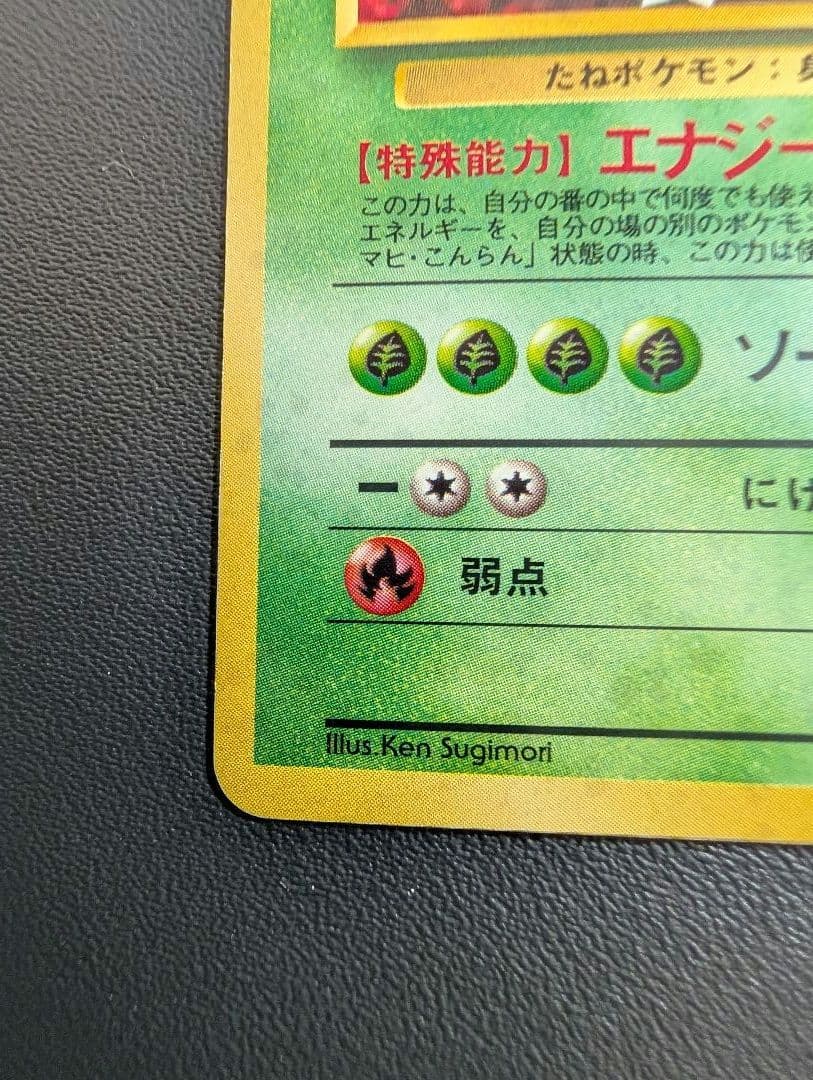 たねポケモン：身
【特殊能力】エナジー
この力は、自分の番の中で何度でも使え
エネルギーを、自分の場の別のポケモン
マヒ・こんらん」状態の時、この力は使
ソー
ー にげ
弱点
Illus. Ken Sugimori